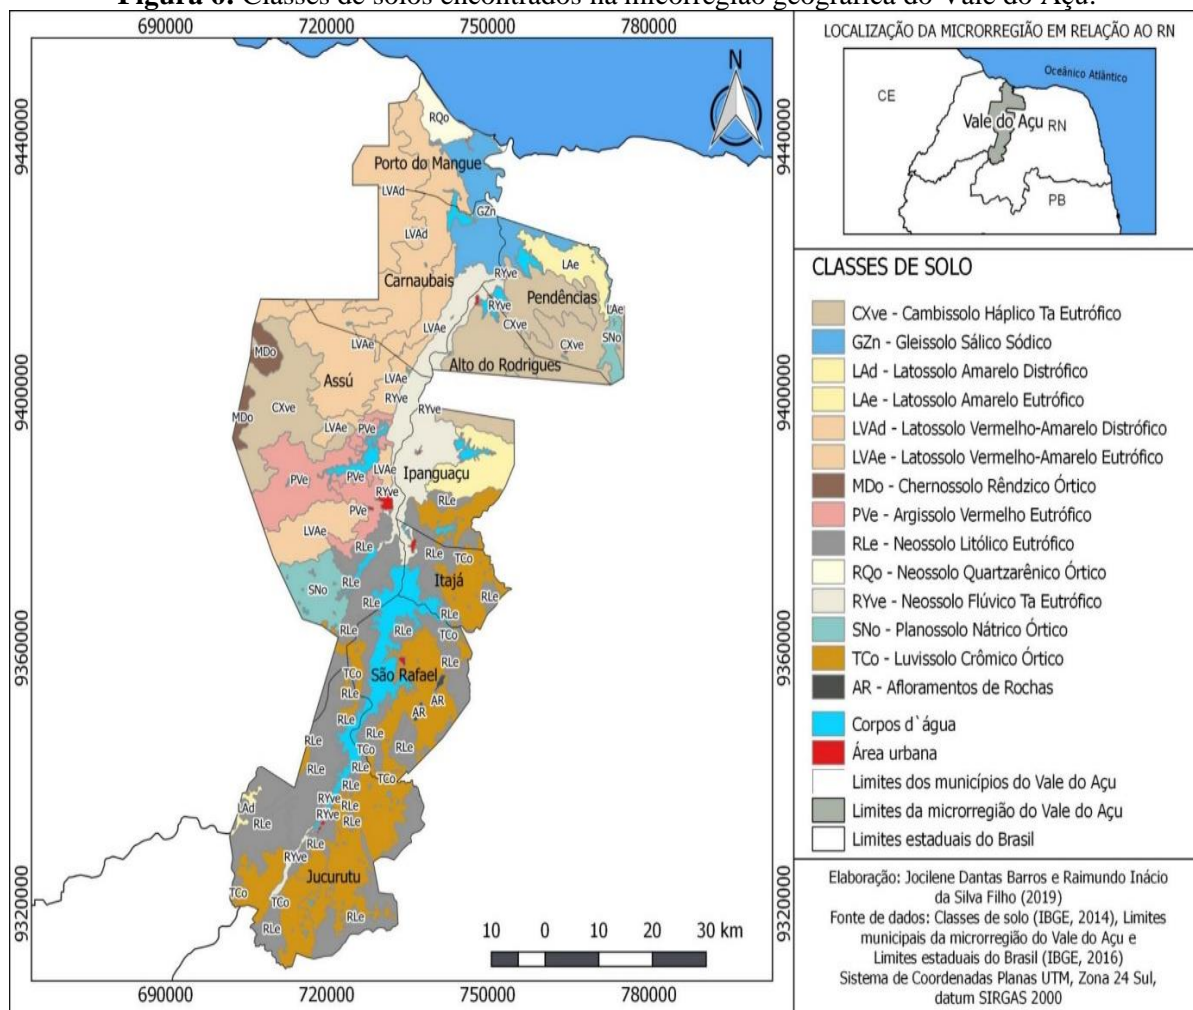 Figura 6: Classes de solos encontrados na micorregião geográfica do Vale do Açu.
690000 720000 750000 780000
LOCALIZAÇÃO DA MICRORREGIÃO EM RELAÇÃO AO RN
Oceânico Atlântico
CE
Vale do Açu
RN
PB
N
9440000
9440000
RQo
Porto do Mangue
LVAd
GZn
LVAd
LAe
RYve
Carnaubais
Pendências
RYve
LAe
LVAe
CXve
SNo
MDo
LVAe
CXve
Alto do Rodrigues
9400000
9400000
Assú
LVAe
RYve
RYve
CXve
MDo
LVAe
PVe
LVAe
Ipanguaçu
PVe
PVe
RYve
RLe
PVe
LVAe
RLe
RLe
TCo
SNo
RLe
Itajá
RLe
RLe
RLe
RLe
RLe
TCo
9360000
9360000
TCo
São Rafael
RLe
RLe
AR
AR
RLe
RLe
RLe
TCo
RLe
RLe
RLe
RLe
TCo
RLe
RYve
RLe
LAd
RYve
RLe
RLe
RLe
RYve
Jucurutu
TCo
TCo
RLe
RLe
9320000
9320000
10 0 10 20 30 km
690000 720000 750000 780000
CLASSES DE SOLO
CXve - Cambissolo Háplico Ta Eutrófico
GZn - Gleissolo Sálico Sódico
LAd - Latossolo Amarelo Distrófico
LAe - Latossolo Amarelo Eutrófico
LVAd - Latossolo Vermelho-Amarelo Distrófico
LVAe - Latossolo Vermelho-Amarelo Eutrófico
MDo - Chernossolo Rêndzico Órtico
PVe - Argissolo Vermelho Eutrófico
RLe - Neossolo Litólico Eutrófico
RQo - Neossolo Quartzarênico Órtico
RYve - Neossolo Flúvico Ta Eutrófico
SNo - Planossolo Nátrico Órtico
TCo - Luvissolo Crômico Órtico
AR - Afloramentos de Rochas
Corpos d`água
Área urbana
Limites dos municípios do Vale do Açu
Limites da microrregião do Vale do Açu
Limites estaduais do Brasil
Elaboração: Jocilene Dantas Barros e Raimundo Inácio
da Silva Filho (2019)
Fonte de dados: Classes de solo (IBGE, 2014), Limites
municipais da microrregião do Vale do Açu e
Limites estaduais do Brasil (IBGE, 2016)
Sistema de Coordenadas Planas UTM, Zona 24 Sul,
datum SIRGAS 2000